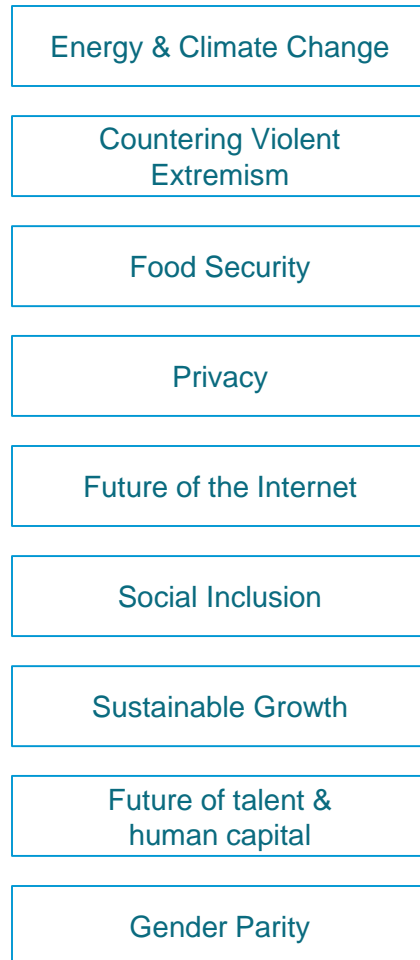 Energy & Climate Change
Countering Violent
Extremism
Food Security
Privacy
Future of the Internet
Social Inclusion
Sustainable Growth
Future of talent &
human capital
Gender Parity